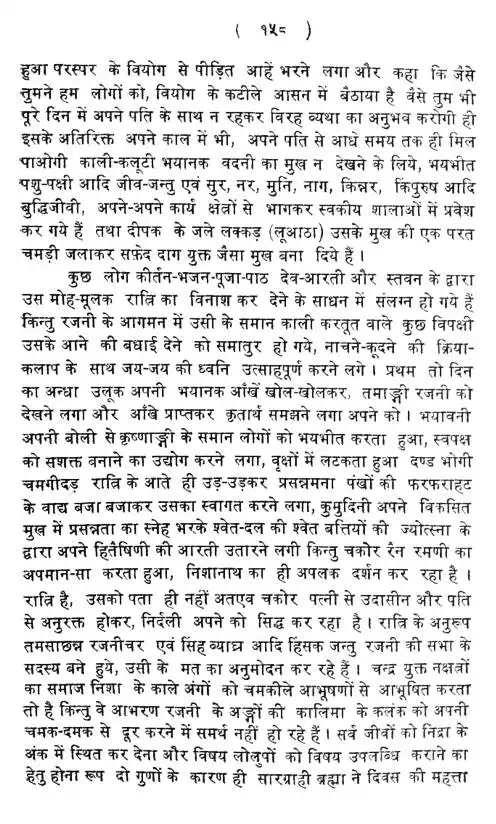 ( १५८ )
हुआ परस्पर के वियोग से पीड़ित आहें भरने लगा और कहा कि जैसे
तुमने हम लोगों को, वियोग के कटीले आसन में बैठाया है वैसे तुम भी
पूरे दिन में अपने पति के साथ न रहकर विरह व्यथा का अनुभव करोगी ही
इसके अतिरिक्त अपने काल में भी, अपने पति से आधे समय तक ही मिल
पाओगी काली-कलूटी भयानक वदनी का मुख न देखने के लिये, भयभीत
पशु-पक्षी आदि जीव-जन्तु एवं सुर, नर, मुनि, नाग, किन्नर, किंपुरुष आदि
बुद्धिजीवी, अपने-अपने कार्य क्षेत्रों से भागकर स्वकीय शालाओं में प्रवेश
कर गये हैं तथा दीपक के जले लक्कड़ (लूआठा) उसके मुख की एक परत
चमड़ी जलाकर सफ़ेद दाग युक्त जैसा मुख बना दिये हैं ।
कुछ लोग कीर्तन-भजन-पूजा-पाठ देव-आरती और स्तवन के द्वारा
उस मोह-मूलक रात्रि का विनाश कर देने के साधन में संलग्न हो गये हैं
किन्तु रजनी के आगमन में उसी के समान काली करतूत वाले कुछ विपक्षी
उसके आने की बधाई देने को समातुर हो गये, नाचने-कूदने की क्रिया-
कलाप के साथ जय-जय की ध्वनि उत्साहपूर्ण करने लगे । प्रथम तो दिन
का अन्धा उलूक अपनी भयानक आँखें खोल-खोलकर, तमाङ्गी रजनी को
देखने लगा और आँखे प्राप्तकर कृतार्थ समझने लगा अपने को । भयावनी
अपनी बोली से कृष्णाङ्गी के समान लोगों को भयभीत करता हुआ, स्वपक्ष
को सशक्त बनाने का उद्योग करने लगा, वृक्षों में लटकता हुआ दण्ड भोगी
चमगीदड़ रात्रि के आते ही उड़-उड़कर प्रसन्नमना पंखों की फरफराहट
के वाद्य बजा बजाकर उसका स्वागत करने लगा, कुमुदिनी अपने विकसित
मुख में प्रसन्नता का स्नेह भरके श्वेत-दल की श्वेत बत्तियों की ज्योत्स्ना के
द्वारा अपने हितैषिणी की आरती उतारने लगी किन्तु चकोर रैन रमणी का
अपमान-सा करता हुआ, निशानाथ का ही अपलक दर्शन कर रहा है ।
रात्रि है, उसको पता ही नहीं अतएव चकोर पत्नी से उदासीन और पति
से अनुरक्त होकर, निर्दली अपने को सिद्ध कर रहा है । रात्रि के अनुरूप
तमसाछन्न रजनीचर एवं सिंह व्याघ्र आदि हिंसक जन्तु रजनी की सभा के
सदस्य बने हुये, उसी के मत का अनुमोदन कर रहे हैं । चन्द्र युक्त नक्षत्रों
का समाज निशा के काले अंगों को चमकीले आभूषणों से आभूषित करता
तो है किन्तु वे आभरण रजनी के अङ्गों की कालिमा के कलंक को अपनी
चमक-दमक से दूर करने में समर्थ नहीं हो रहे हैं । सर्व जीवों को निद्रा के
अंक में स्थित कर देना और विषय लोलुपों को विषय उपलब्धि कराने का
हेतु होना रूप दो गुणों के कारण ही सारग्राही ब्रह्मा ने दिवस की महत्ता